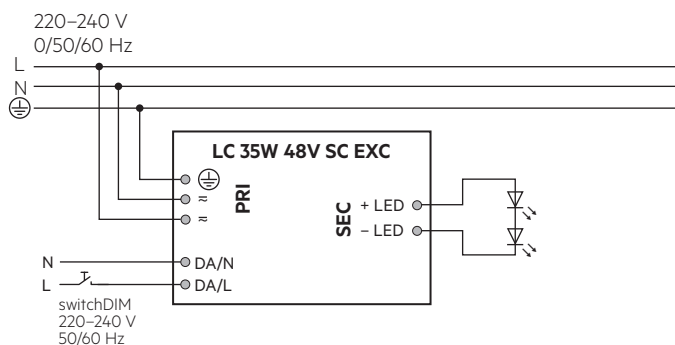 220–240 V
0/50/60 Hz
L
N
LC 35W 48V SC EXC
PRI
≈
≈
SEC
+ LED
– LED
N
DA/N
L
DA/L
switchDIM
220–240 V
50/60 Hz